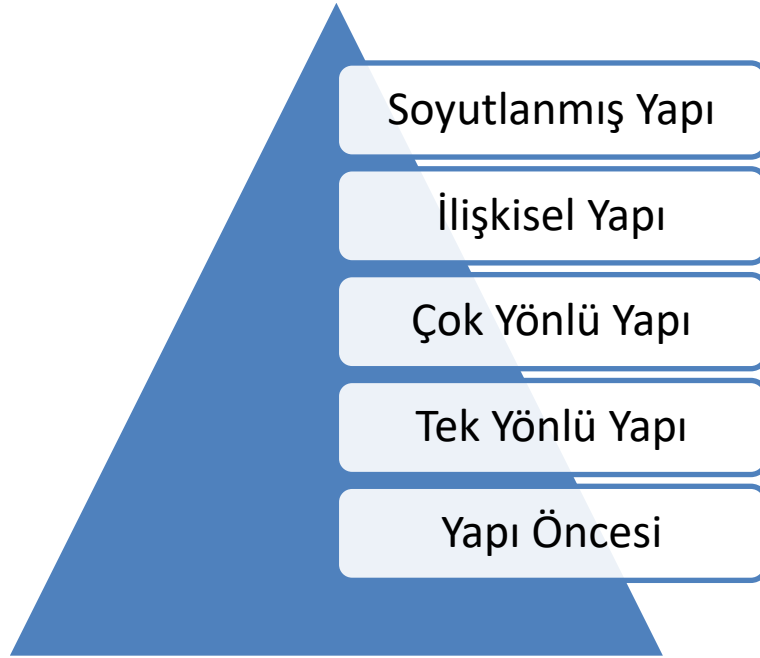 Soyutlanmış Yapı
İlişkisel Yapı
Çok Yönlü Yapı
Tek Yönlü Yapı
Yapı Öncesi